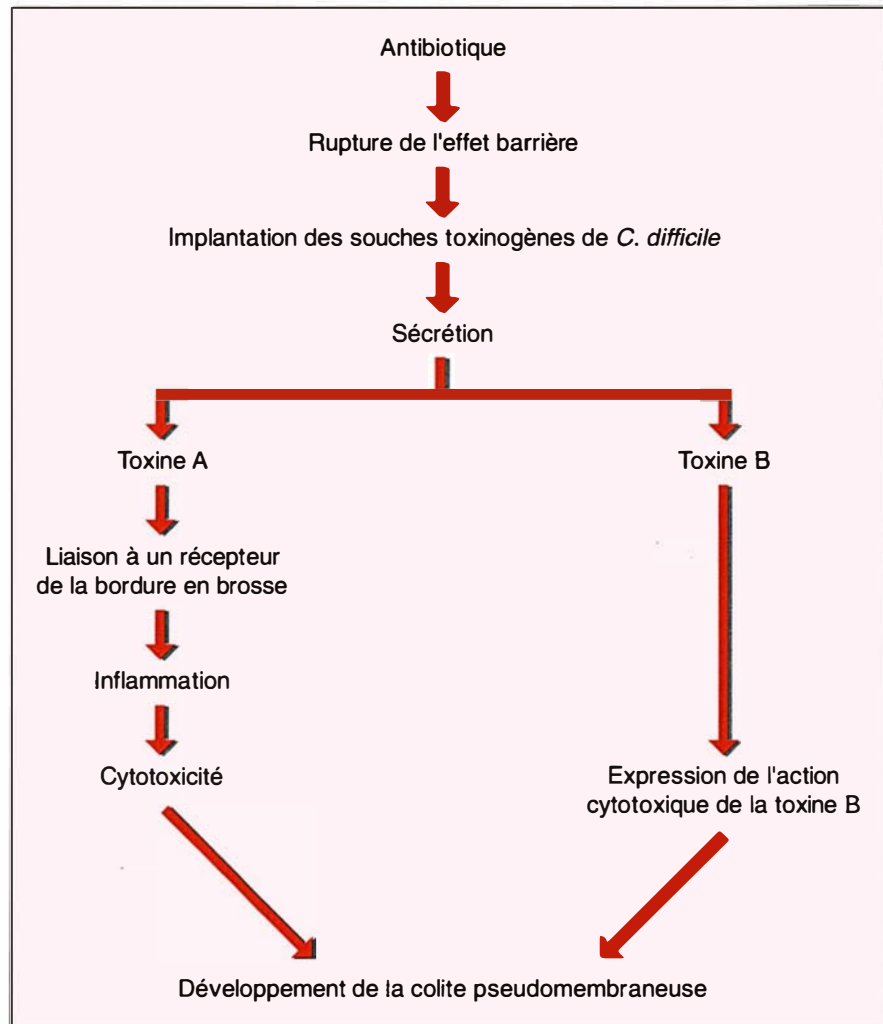 Antibiotique
Rupture de l'effet barrière
Implantation des souches toxinogènes de C. difficile
Sécrétion
Toxine A
Liaison à un récepteur
de la bordure en brosse
Inflammation
Cytotoxicité
Toxine B
Expression de l'action
cytotoxique de la toxine B
Développement de la colite pseudomembraneuse